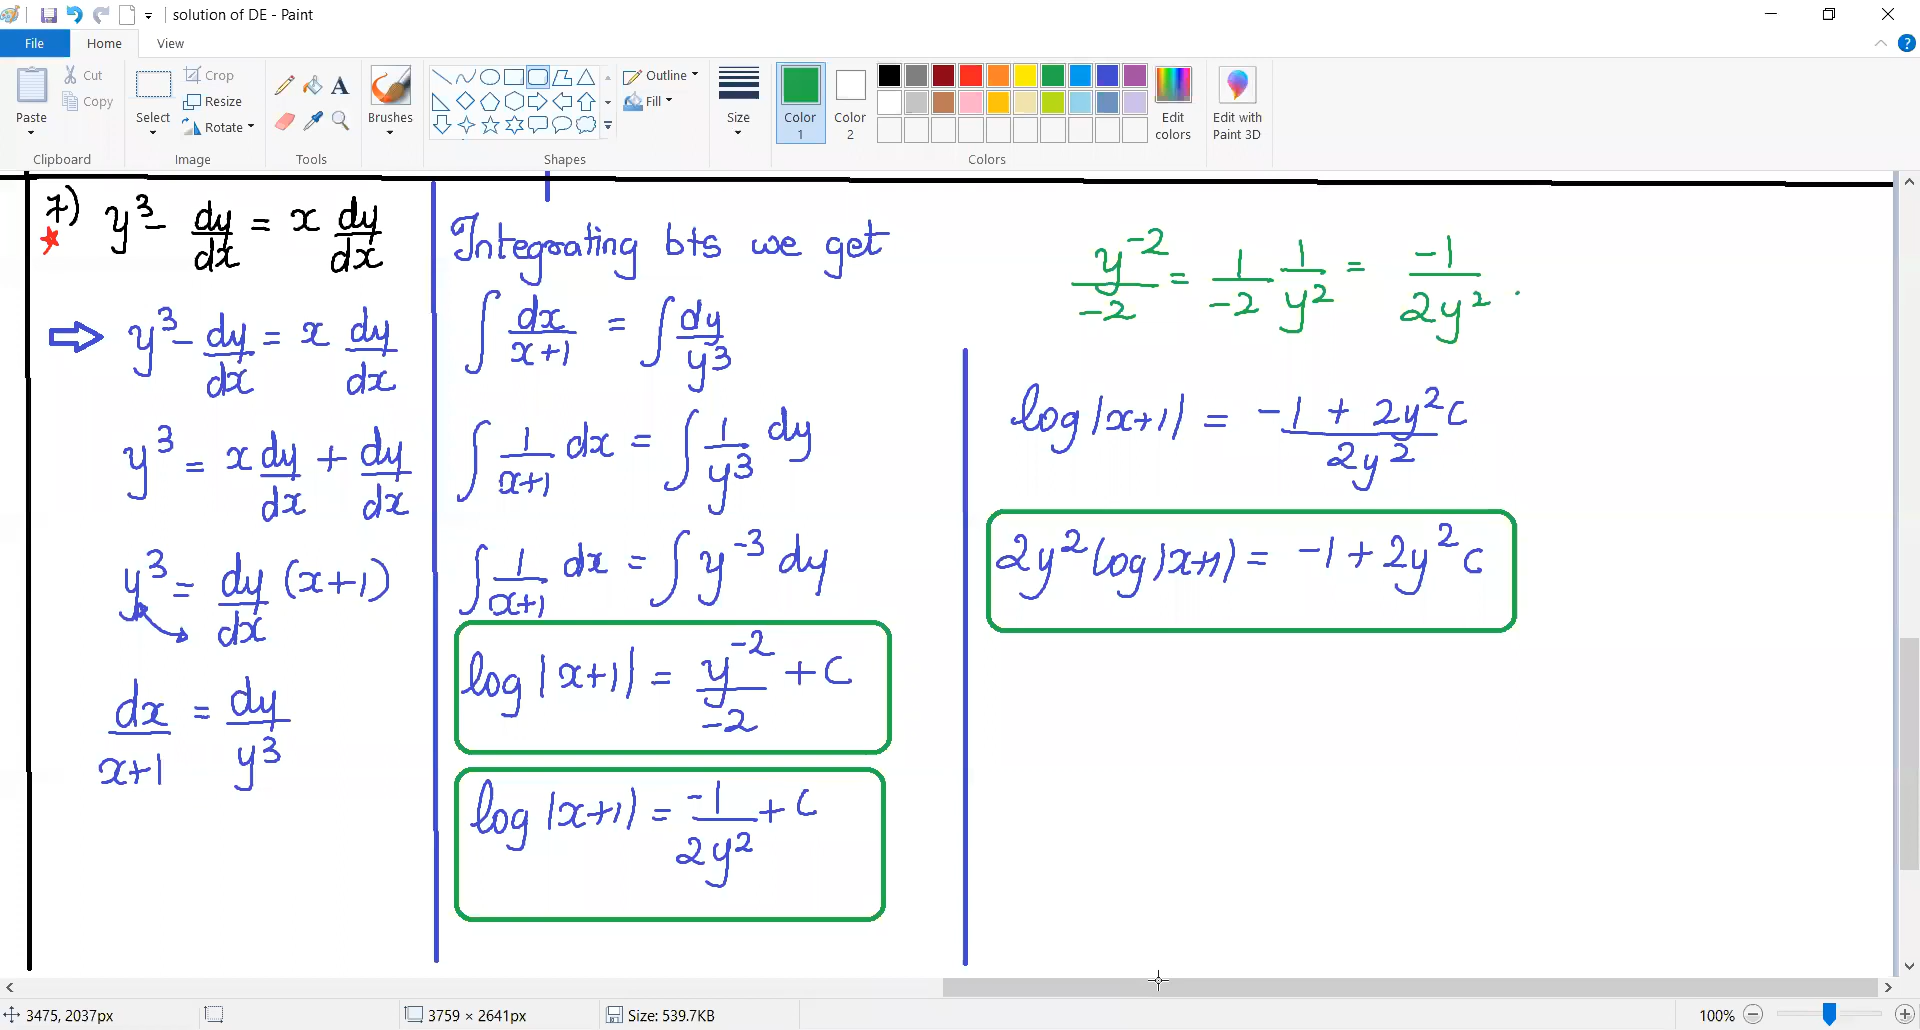 solution of DE - Paint
File Home View
Paste Cut Copy
Clipboard
Select Crop Resize Rotate
Image
Tools
Brushes
Shapes
Outline
Fill
Size
Color 1
Color 2
Colors
Edit colors
Edit with Paint 3D
7) y³ - dy/dx = x dy/dx
⇨ y³ - dy/dx = x dy/dx
y³ = x dy/dx + dy/dx
y³ = dy/dx (x+1)
dx/x+1 = dy/y³
Integrating bts we get
∫ dx/x+1 = ∫ dy/y³
∫ 1/x+1 dx = ∫ 1/y³ dy
∫ 1/x+1 dx = ∫ y⁻³ dy
log |x+1| = y⁻²/-2 + C
log |x+1| = -1/2y² + C
y⁻²/-2 = 1/-2 1/y² = -1/2y² .
log |x+1| = -1 + 2y²C/2y²
2y² log |x+1| = -1 + 2y² C
3475, 2037px
3759 × 2641px
Size: 539.7KB
100%